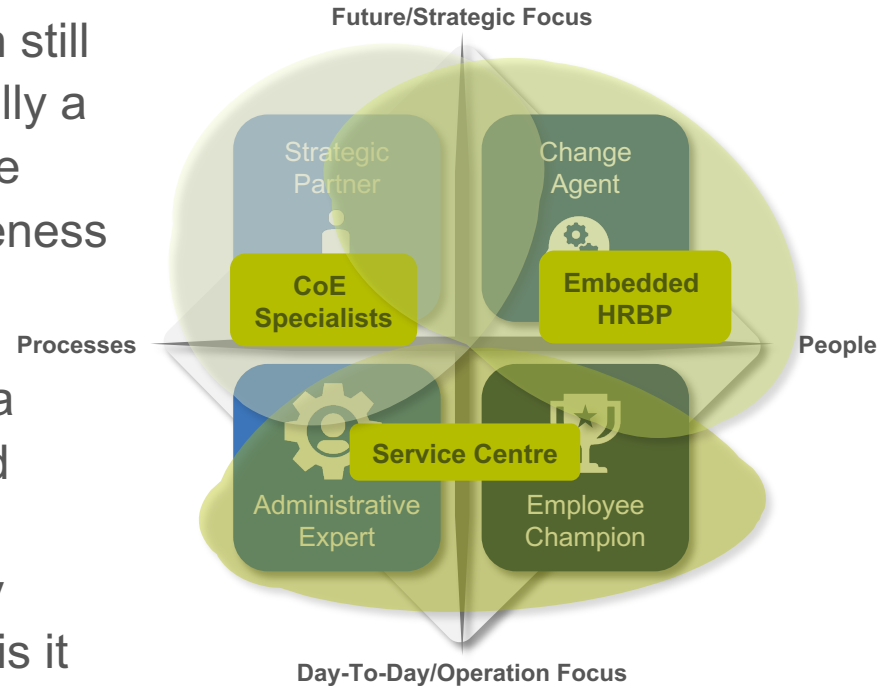 n still
lly a
e
eness
a
d
y
is it
Future/Strategic Focus
Strategic
Partner
Change
Agent
CoE
Specialists
Embedded
HRBP
Processes
People
Service Centre
Administrative
Expert
Employee
Champion
Day-To-Day/Operation Focus